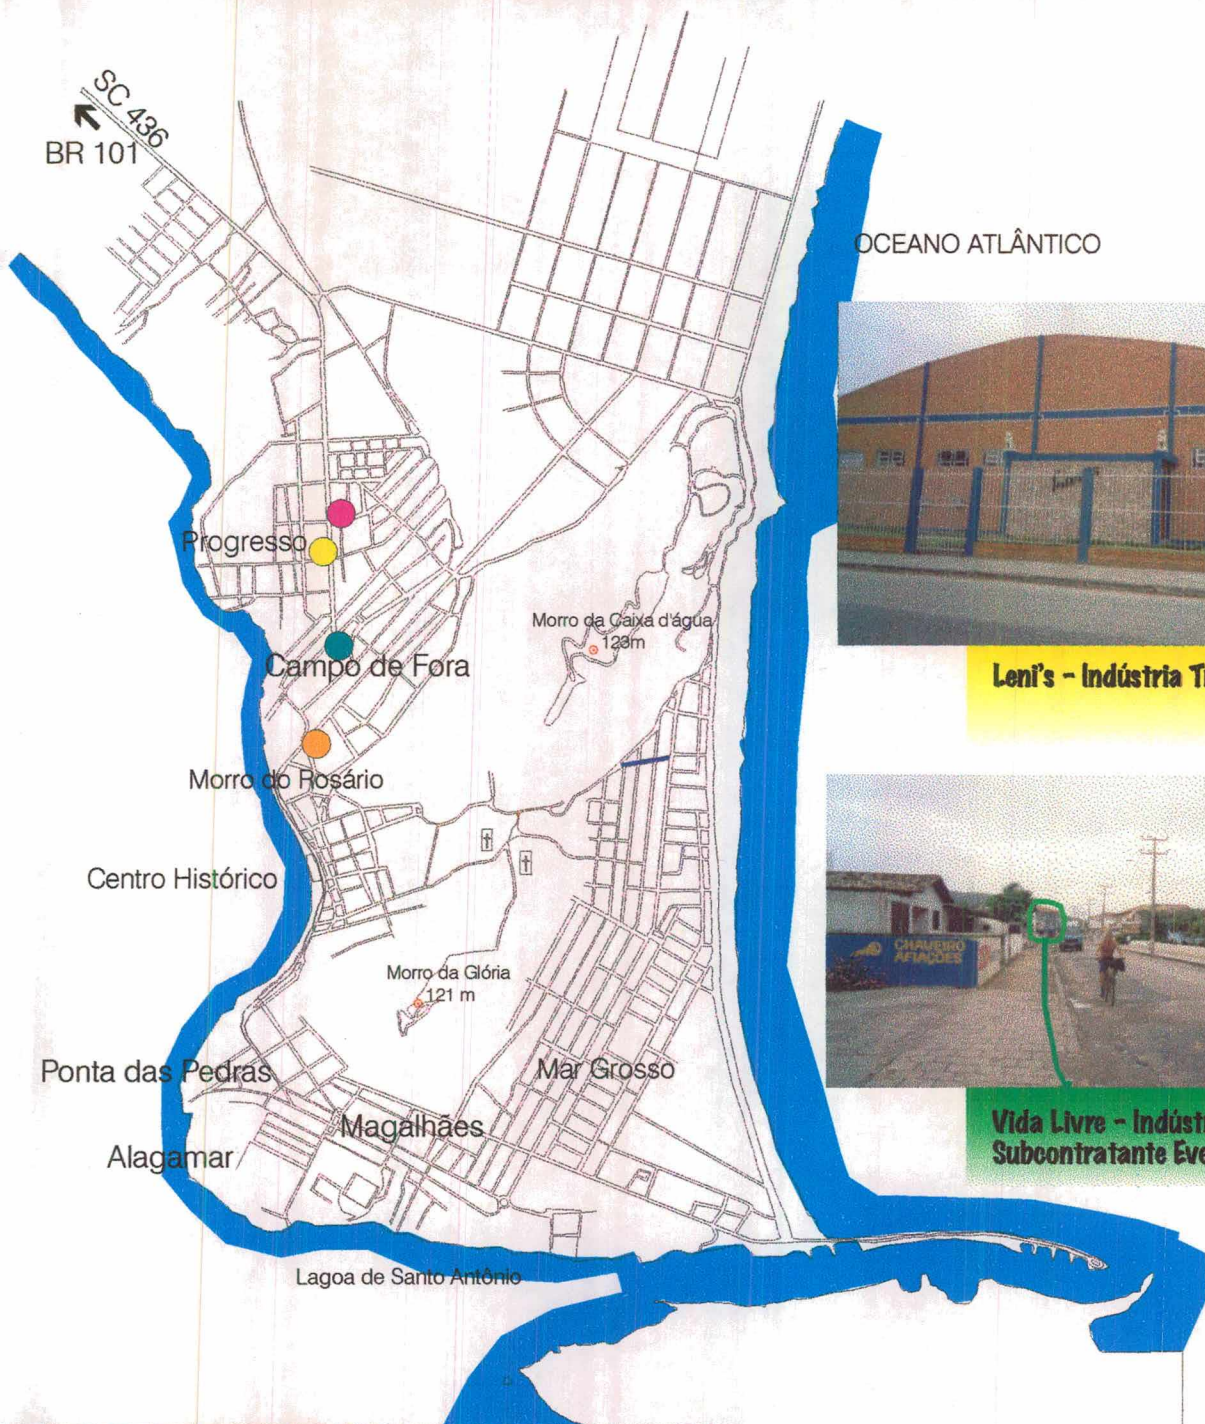 SC 436
BR 101
OCEANO ATLÂNTICO
Progresso
Morro da Caixa d'água
123m
Campo de Fora
Leni's - Indústria
Morro do Rosário
Centro Histórico
CHAVEIRO
AFIAÇÕES
Morro da Glória
121 m
Ponta das Pedras
Mar Grosso
Magalhães
Alagamar
Vida Livre -
Subcontratante
Lagoa de Santo Antônio